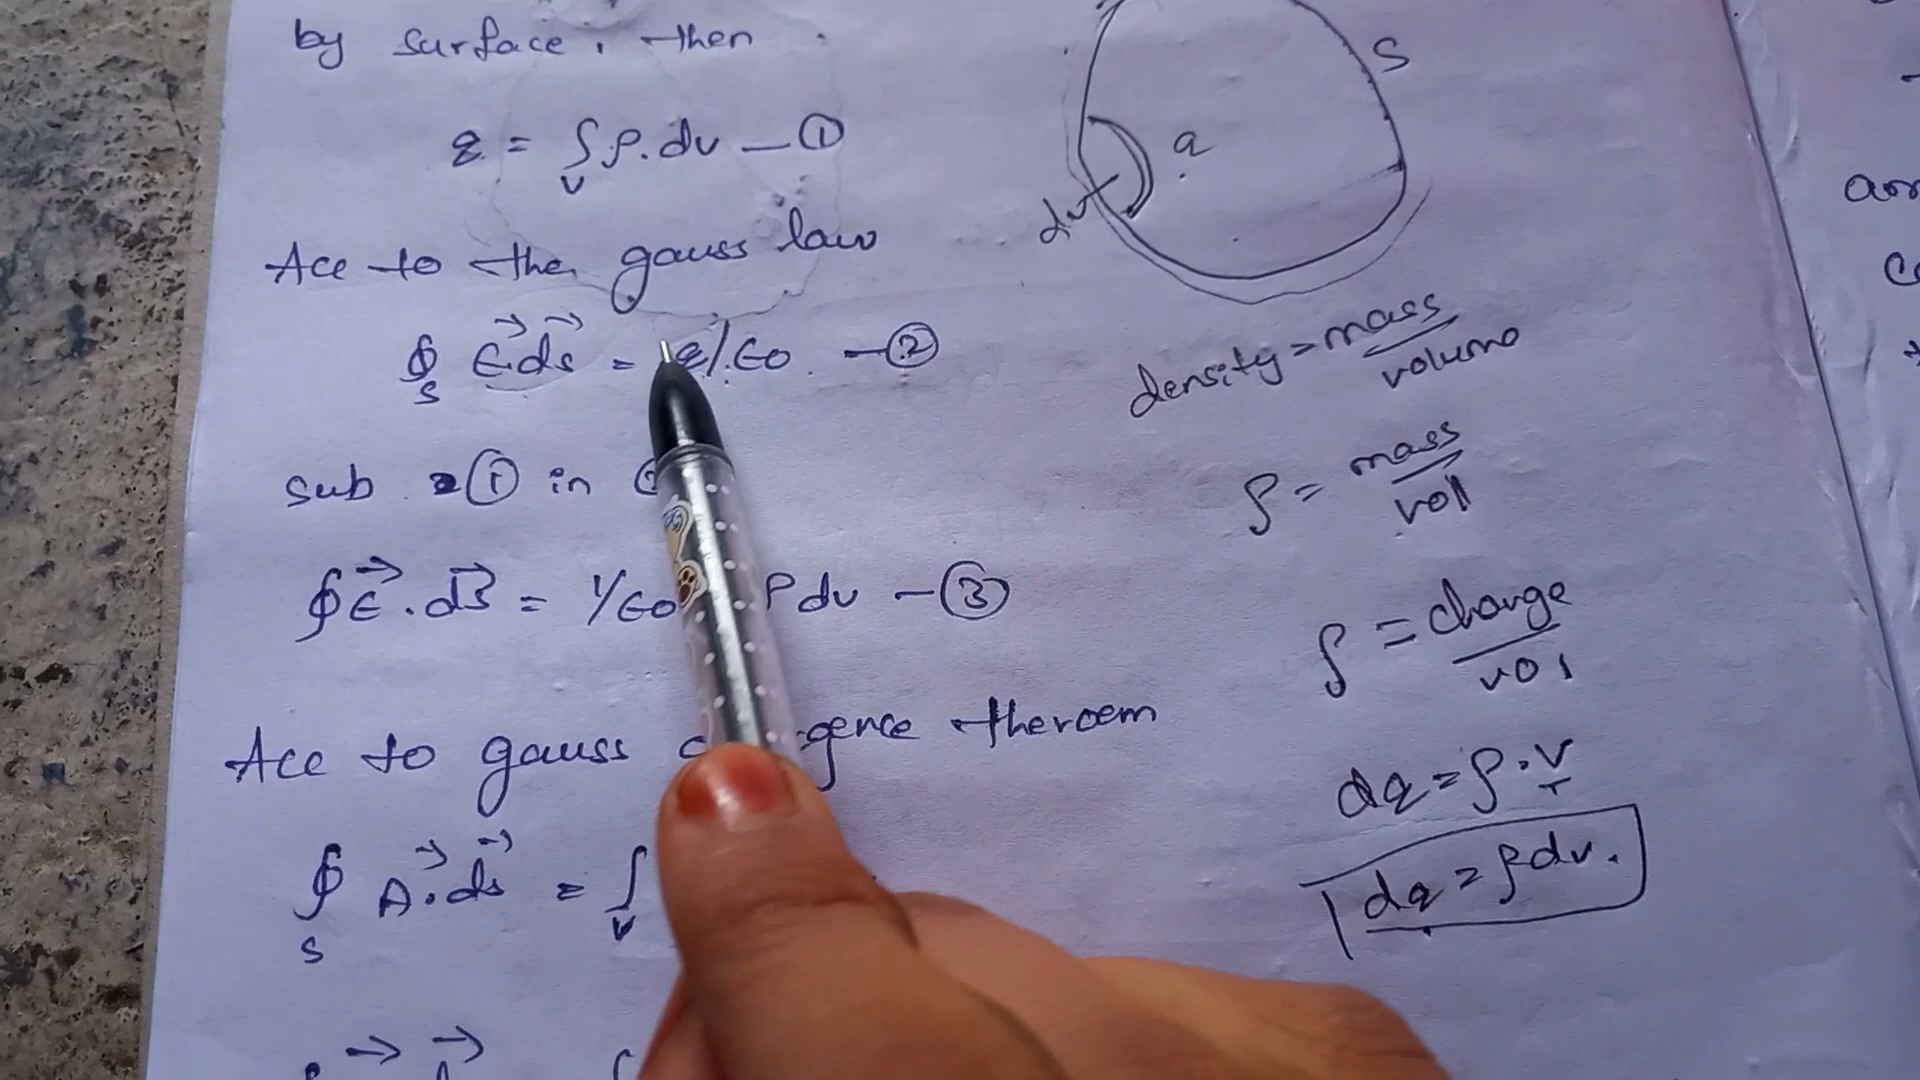 by surface, then
q = ∫ρ.dv — ①
v
Acc to the gauss law
∮ E⃗.ds⃗ = q/ϵ0 — ②
s
sub ① in
∮E⃗.dS⃗ = 1/ϵ0 ρdv — ③
Acc to gauss theroem
∮ A⃗.ds⃗ = ∫
s v
S
q
dv
density = mass/volume
ρ = mass/vol
ρ = charge/vol
dq = ρ.v
dq = ρdv.